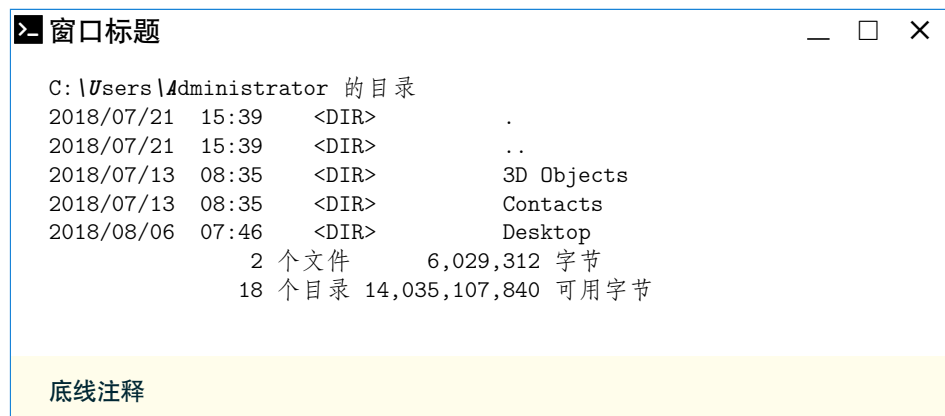 窗口标题
C:\Users\Administrator 的目录
2018/07/21  15:39    <DIR>          .
2018/07/21  15:39    <DIR>          ..
2018/07/13  08:35    <DIR>          3D Objects
2018/07/13  08:35    <DIR>          Contacts
2018/08/06  07:46    <DIR>          Desktop
2 个文件      6,029,312 字节
18 个目录 14,035,107,840 可用字节
底线注释